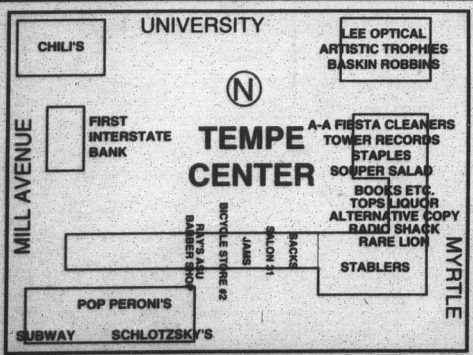 UNIVERSITY
CHILI'S
LEE OPTICAL
ARTISTIC TROPHIES
BASKIN ROBBINS
N
MILL AVENUE
FIRST
INTERSTATE
BANK
TEMPE
CENTER
A-A FIESTA CLEANERS
TOWER RECORDS
STAPLES
SOUPER SALAD
BOOKS ETC.
TOPS LIQUOR
ALTERNATIVE COPY
RADIO SHACK
RARE LION
STABLERS
MYRTLE
RAY'S ASU
BARBER SHOP
BICYCLE STORE #2
JAMS
SALON 21
SACKS
POP PERONI'S
SUBWAY
SCHLOTZSKY'S